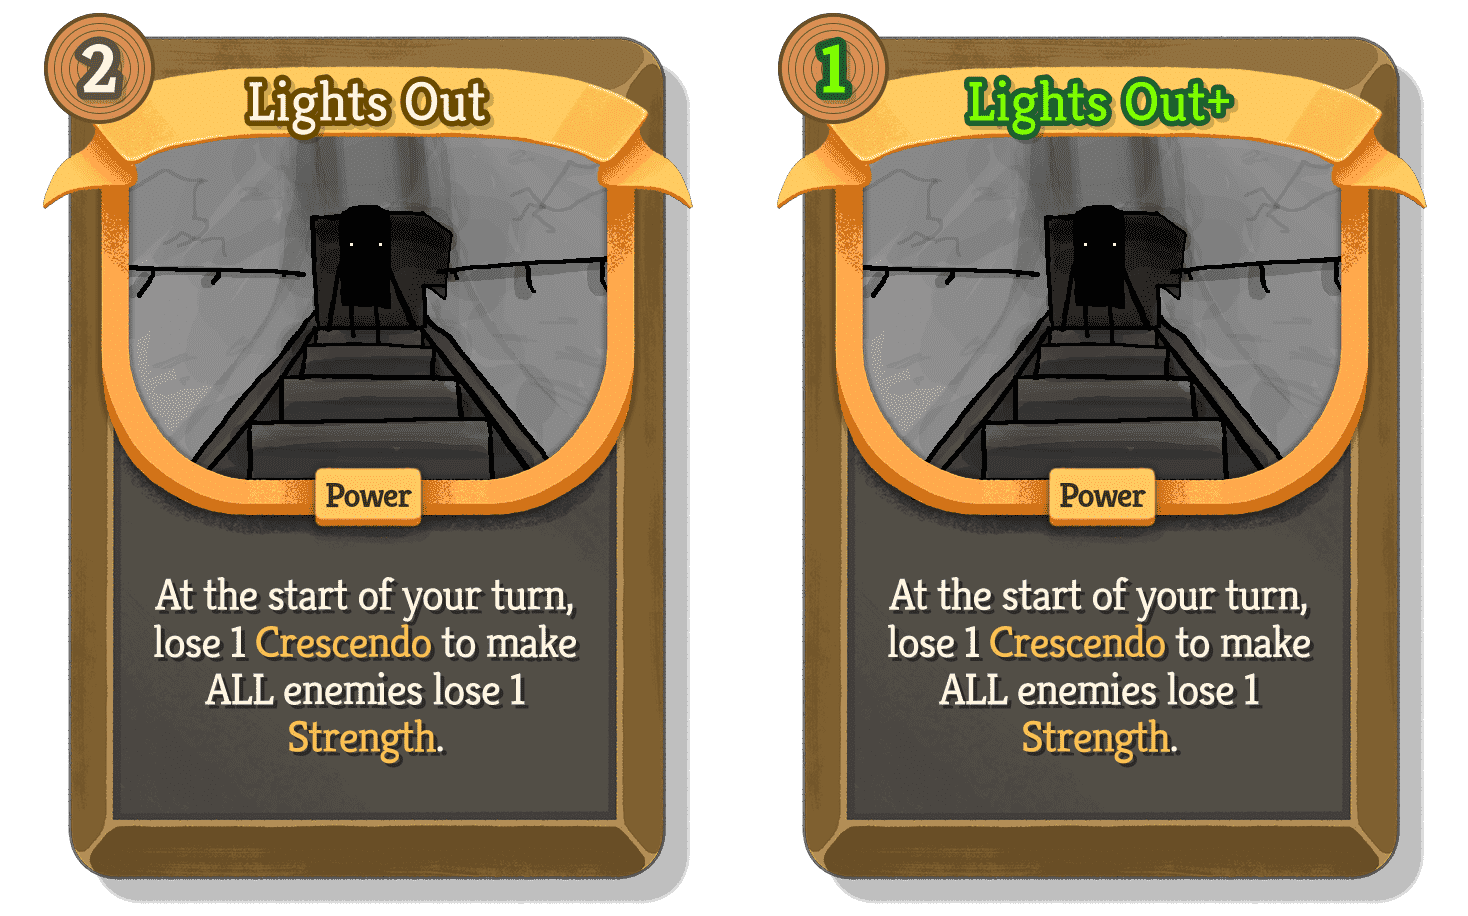 2
Lights Out
Power
At the start of your turn,
lose 1 Crescendo to make
ALL enemies lose 1
Strength.
1
Lights Out+
Power
At the start of your turn,
lose 1 Crescendo to make
ALL enemies lose 1
Strength.